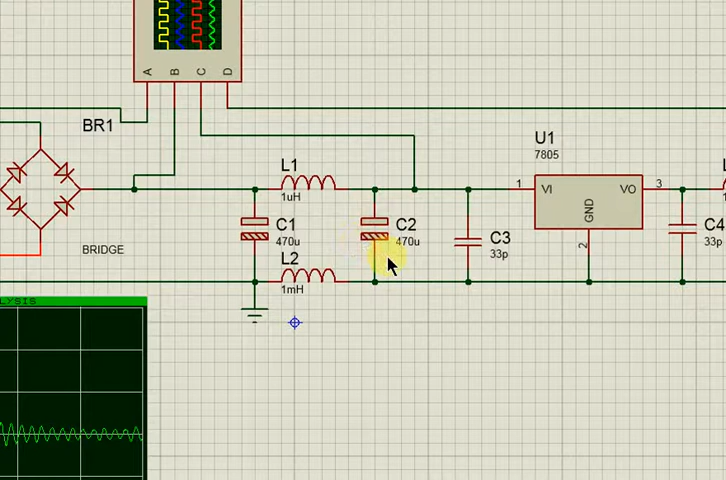 A B C D
BR1
U1
7805
L1
1uH
1 VI VO 3
GND
2
C1
470u
C2
470u
C3
33p
C4
33p
BRIDGE
L2
1mH